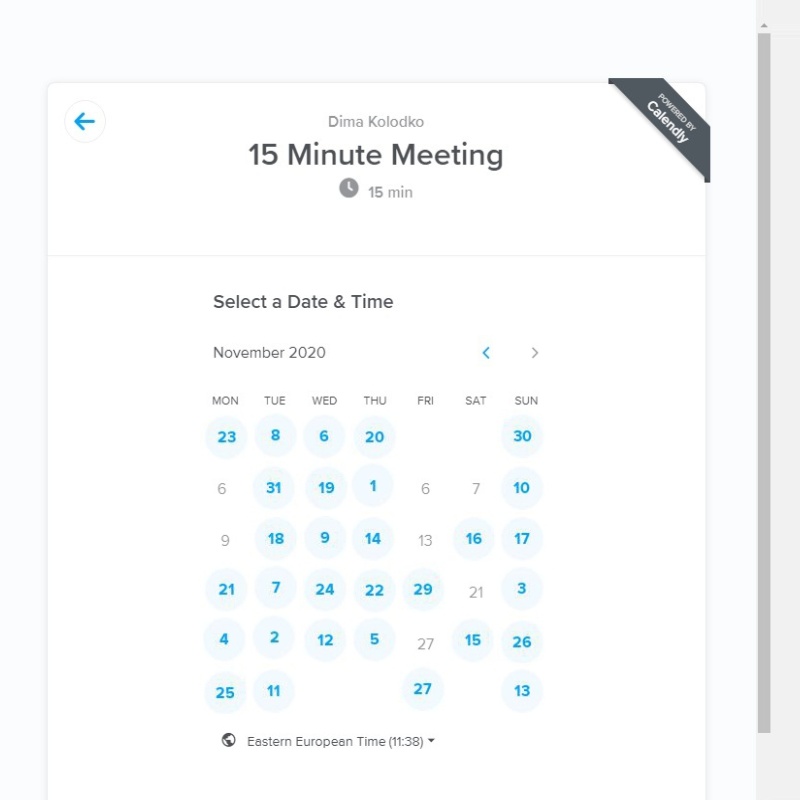 POWERED BY
Calendly
Dima Kolodko
15 Minute Meeting
15 min
Select a Date & Time
November 2020
MON TUE WED THU FRI SAT SUN
23 8 6 20 30
6 31 19 1 6 7 10
9 18 9 14 13 16 17
21 7 24 22 29 21 3
4 2 12 5 27 15 26
25 11 27 13
Eastern European Time (11:38)